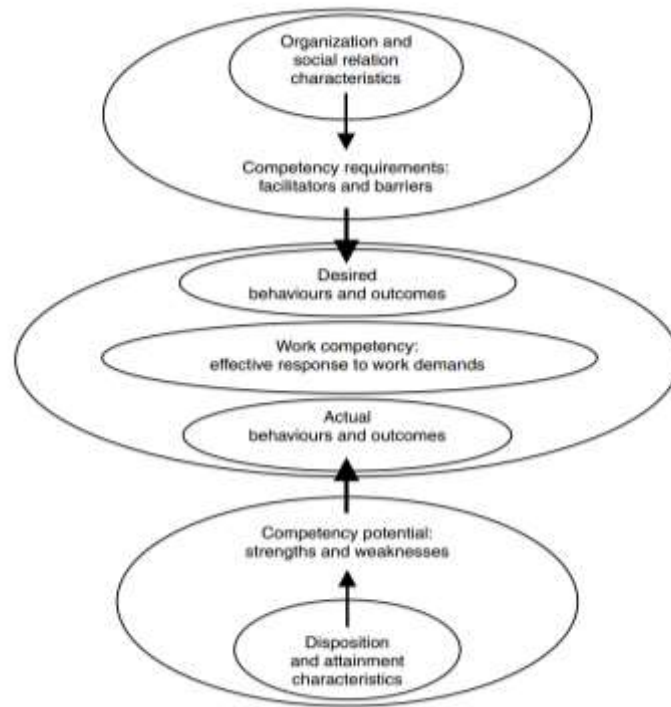 Organization and
social relation
characteristics
Competency requirements:
facilitators and barriers
Desired
behaviours and outcomes
Work competency:
effective response to work demands
Actual
behaviours and outcomes
Competency potential:
strengths and weaknesses
Disposition
and attainment
characteristics